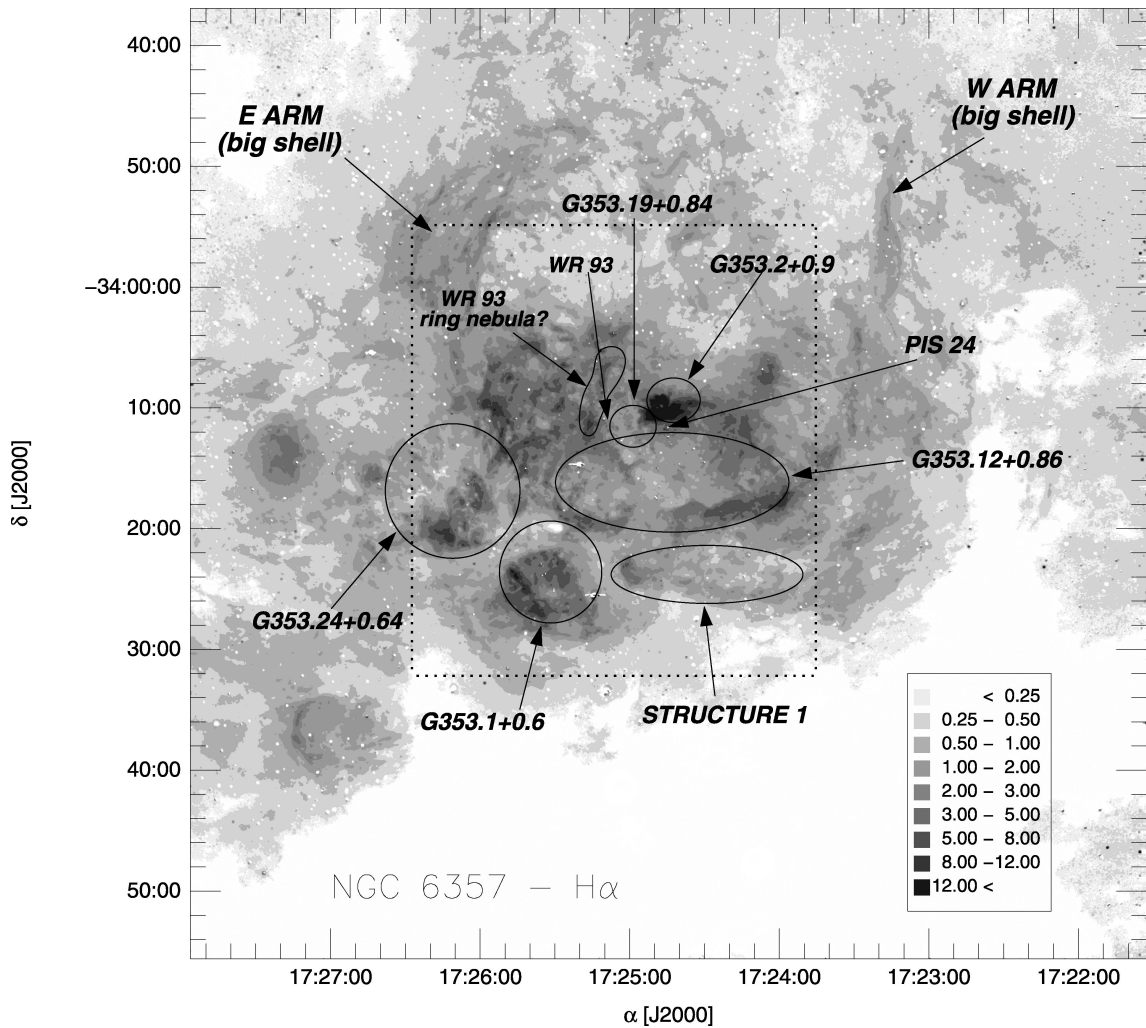 40:00
W ARM
(big shell)
E ARM
(big shell)
50:00
G353.19+0.84
WR 93
G353.2+0.9
−34:00:00
WR 93
ring nebula?
PIS 24
10:00
G353.12+0.86
δ [J2000]
20:00
G353.24+0.64
30:00
G353.1+0.6
STRUCTURE 1
< 0.25
0.25 − 0.50
0.50 − 1.00
1.00 − 2.00
2.00 − 3.00
3.00 − 5.00
5.00 − 8.00
8.00 −12.00
12.00 <
40:00
50:00
NGC 6357 − Hα
17:27:00 17:26:00 17:25:00 17:24:00 17:23:00 17:22:00
α [J2000]